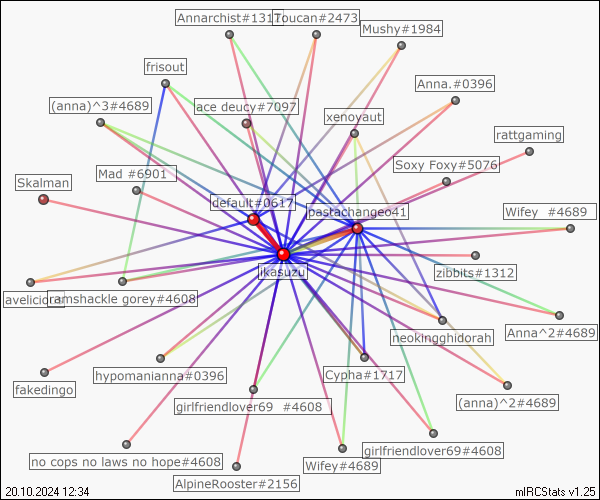 Annarchist#1317
Toucan#2473
Mushy#1984
frisout
Anna.#0396
(anna)^3#4689
ace deucy#7097
xenoyaut
rattgaming
Mad #6901
Soxy Foxy#5076
Skalman
default#0617
pastachangeo41
Wifey #4689
ikasuzu
zibbits#1312
avelicior
ramshackle gorey#4608
Anna^2#4689
neokingghidorah
fakedingo
hypomanianna#0396
Cypha#1717
girlfriendlover69 #4608
(anna)^2#4689
girlfriendlover69#4608
no cops no laws no hope#4608
Wifey#4689
AlpineRooster#2156
20.10.2024 12:34
mIRCStats v1.25